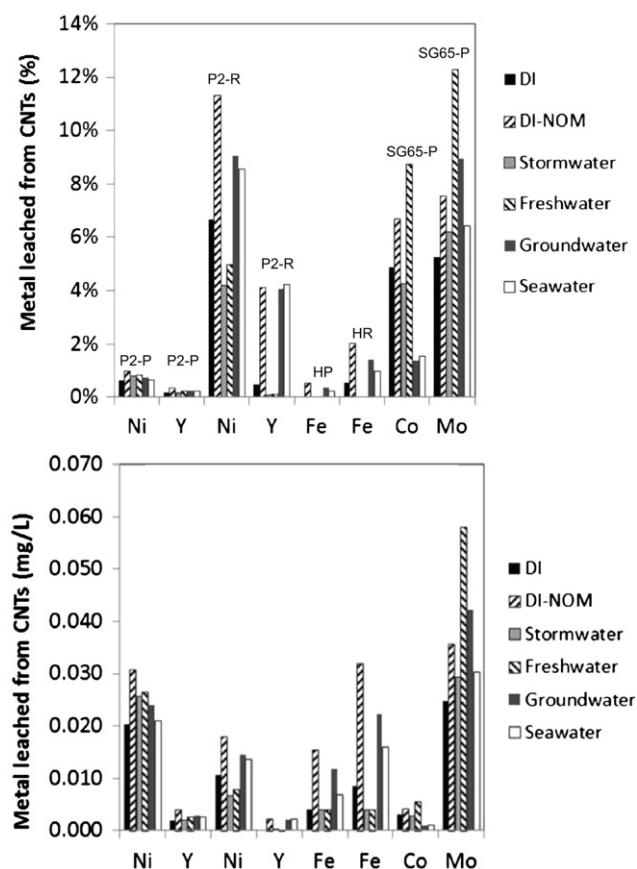 Metal leached from CNTs (%)
14%
12%
10%
8%
6%
4%
2%
0%
P2-P
P2-P
P2-R
P2-R
HP
HR
SG65-P
SG65-P
Ni Y Ni Y Fe Fe Co Mo
DI
DI-NOM
Stormwater
Freshwater
Groundwater
Seawater
Metal leached from CNTs (mg/L)
0.070
0.060
0.050
0.040
0.030
0.020
0.010
0.000
Ni Y Ni Y Fe Fe Co Mo
DI
DI-NOM
Stormwater
Freshwater
Groundwater
Seawater